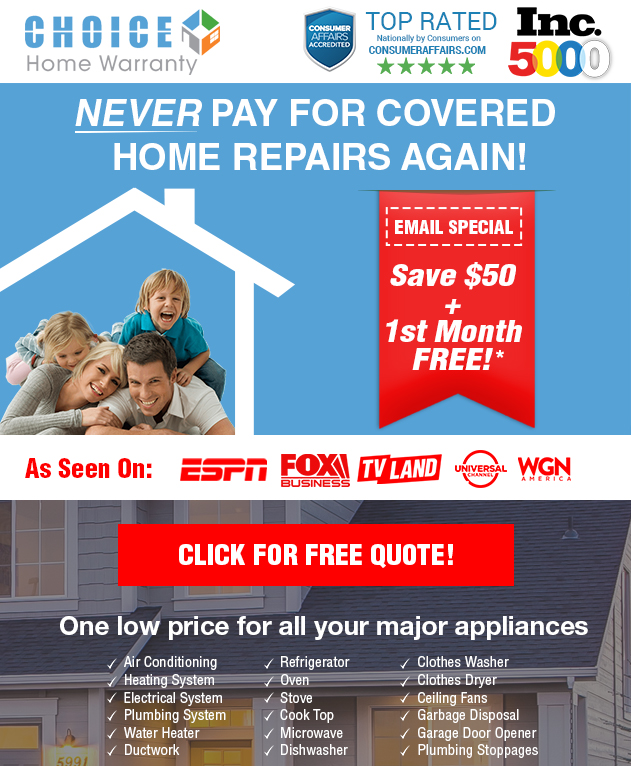 CHOICE
Home Warranty
CONSUMER
AFFAIRS
ACCREDITED
TOP RATED
Nationally by Consumers on
CONSUMERAFFAIRS.COM
Inc.
5000
NEVER PAY FOR COVERED
HOME REPAIRS AGAIN!
EMAIL SPECIAL
Save $50
+
1st Month
FREE!*
As Seen On:
ESPN
FOX
BUSINESS
TV LAND
UNIVERSAL
CHANNEL
WGN
AMERICA
CLICK FOR FREE QUOTE!
One low price for all your major appliances
✓ Air Conditioning
✓ Heating System
✓ Electrical System
✓ Plumbing System
✓ Water Heater
✓ Ductwork
✓ Refrigerator
✓ Oven
✓ Stove
✓ Cook Top
✓ Microwave
✓ Dishwasher
✓ Clothes Washer
✓ Clothes Dryer
✓ Ceiling Fans
✓ Garbage Disposal
✓ Garage Door Opener
✓ Plumbing Stoppages
5991